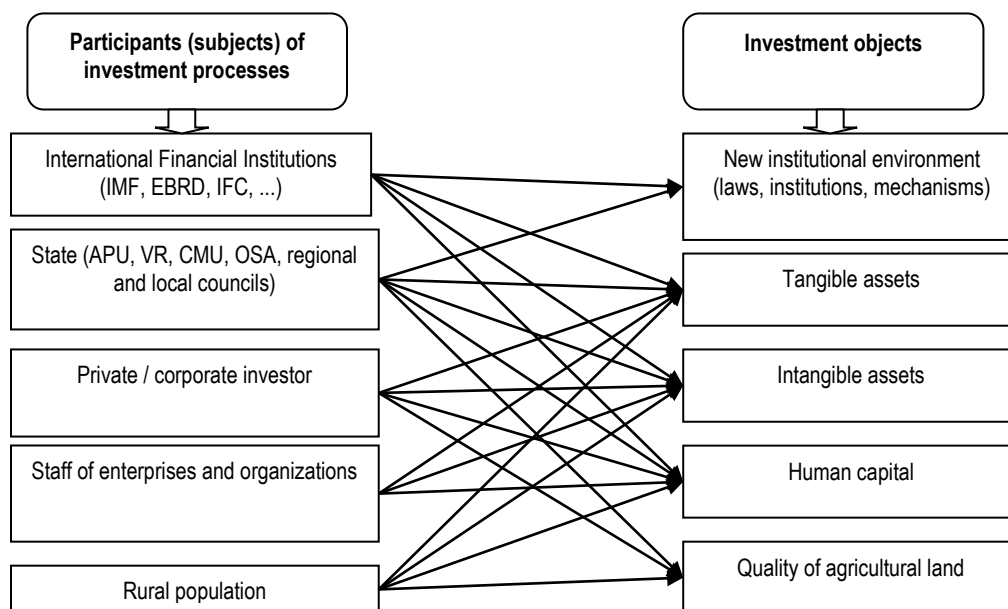 Participants (subjects) of
investment processes
Investment objects
International Financial Institutions
(IMF, EBRD, IFC, ...)
New institutional environment
(laws, institutions, mechanisms)
State (APU, VR, CMU, OSA, regional
and local councils)
Tangible assets
Private / corporate investor
Intangible assets
Staff of enterprises and organizations
Human capital
Rural population
Quality of agricultural land